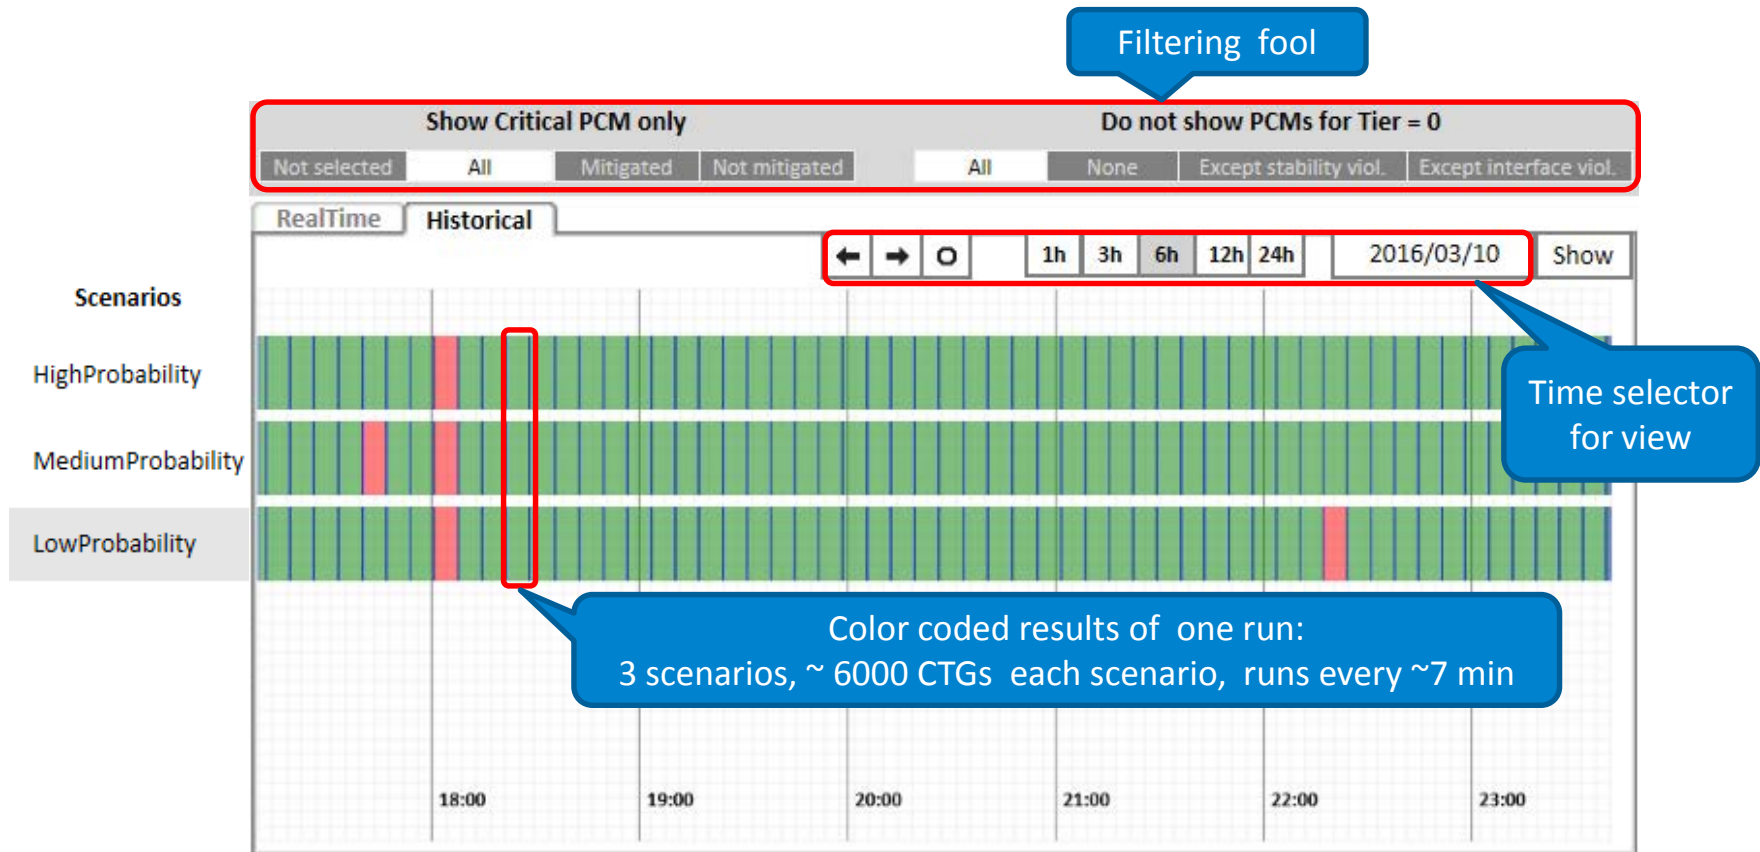 Filtering  fool
Show Critical PCM only
Do not show PCMs for Tier = 0
Not selected All Mitigated Not mitigated
All None Except stability viol. Except interface viol.
RealTime Historical
1h 3h 6h 12h 24h 2016/03/10 Show
Scenarios
HighProbability
MediumProbability
LowProbability
Time selector
for view
Color coded results of  one run:
3 scenarios, ~ 6000 CTGs  each scenario,  runs every ~7 min
18:00 19:00 20:00 21:00 22:00 23:00